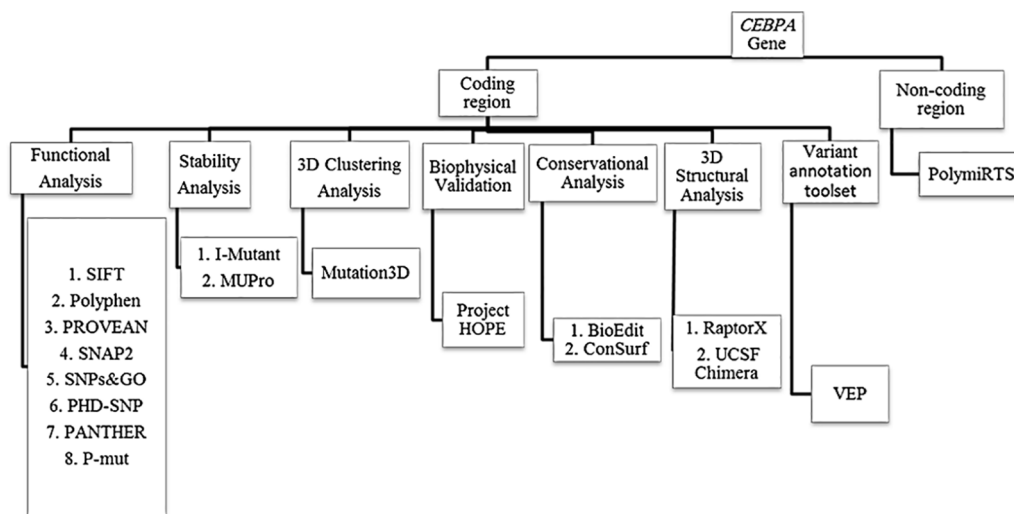 CEBPA
Gene
Coding
region
Non-coding
region
Functional
Analysis
Stability
Analysis
3D Clustering
Analysis
Biophysical
Validation
Conservational
Analysis
3D
Structural
Analysis
Variant
annotation
toolset
PolymiRTS
1. SIFT
2. Polyphen
3. PROVEAN
4. SNAP2
5. SNPs&GO
6. PHD-SNP
7. PANTHER
8. P-mut
1. I-Mutant
2. MUPro
Mutation3D
Project
HOPE
1. BioEdit
2. ConSurf
1. RaptorX
2. UCSF
Chimera
VEP